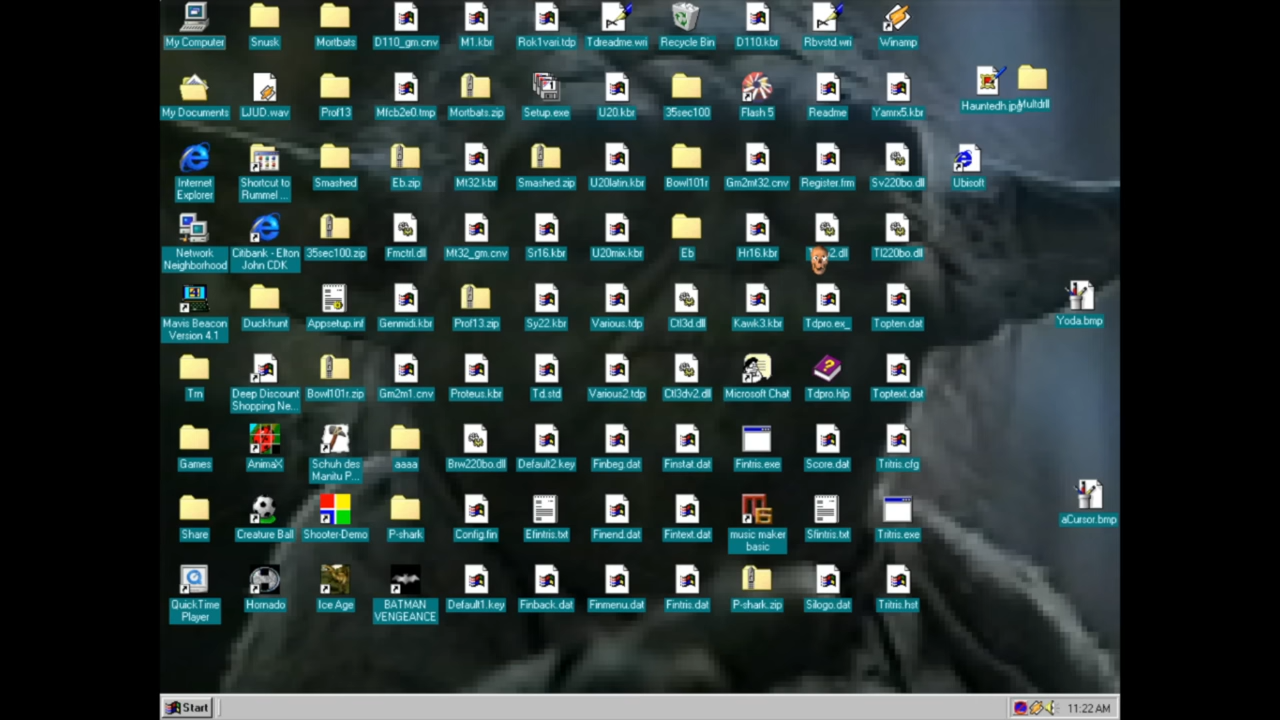 My Computer
Snusk
Mortbats
D110_gm.cnv
M1.kbr
Rok1vari.tdp
Tdreadme.wri
Recycle Bin
D110.kbr
Rbvstd.wri
Winamp
My Documents
LJUD.wav
Prof13
Mfcb2e0.tmp
Mortbats.zip
Setup.exe
U20.kbr
35sec100
Flash 5
Readme
Yamrx5.kbr
Hauntedh.jpg
Multdrill
Internet
Explorer
Shortcut to
Rummel ...
Smashed
Eb.zip
Mt32.kbr
Smashed.zip
U20latin.kbr
Bowl101r
Gm2mt32.cnv
Register.frm
Sv220bo.dll
Ubisoft
Network
Neighborhood
Citibank - Elton
John CDK
35sec100.zip
Fmctrl.dll
Mt32_gm.cnv
Sr16.kbr
U20mix.kbr
Eb
Hr16.kbr
Tl220bo.dll
Mavis Beacon
Version 4.1
Duckhunt
Appsetup.inf
Genmidi.kbr
Prof13.zip
Sy22.kbr
Various.tdp
Ctl3d.dll
Kawk3.kbr
Tdpro.ex_
Topten.dat
Yoda.bmp
Deep Discount
Shopping Ne...
Bowl101r.zip
Gm2m1.cnv
Proteus.kbr
Td.std
Various2.tdp
Ctl3dv2.dll
Microsoft Chat
Tdpro.hlp
Toptext.dat
Games
AnimaX
Schuh des
Manitu P...
aaaa
Brw220bo.dll
Default2.key
Finbeg.dat
Finstat.dat
Fintris.exe
Score.dat
Tritris.cfg
Share
Creature Ball
Shooter-Demo
P-shark
Config.fin
Efintris.txt
Finend.dat
Fintext.dat
music maker
basic
Sfintris.txt
Tritris.exe
aCursor.bmp
QuickTime
Player
Hornado
Ice Age
BATMAN
VENGEANCE
Default1.key
Finback.dat
Finmenu.dat
Fintris.dat
P-shark.zip
Silogo.dat
Tritris.hst
Start
11:22 AM